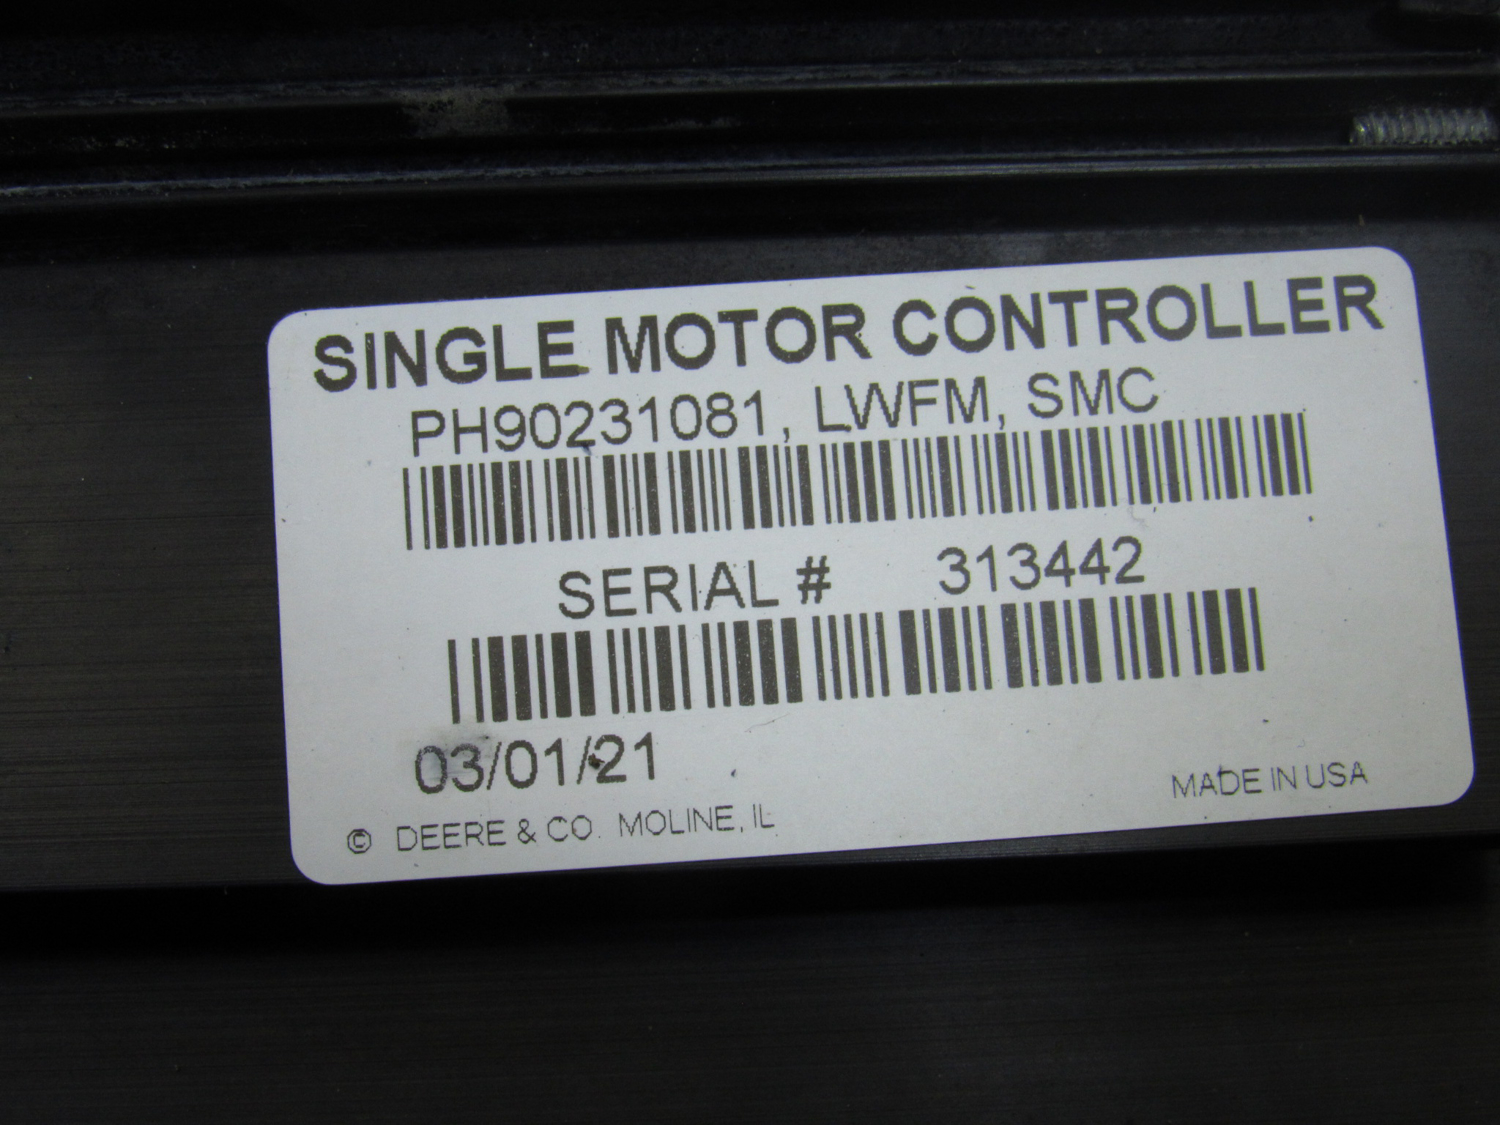 SINGLE MOTOR CONTROLLER
PH90231081, LWFM, SMC
SERIAL # 313442
03/01/21
© DEERE & CO. MOLINE, IL
MADE IN USA